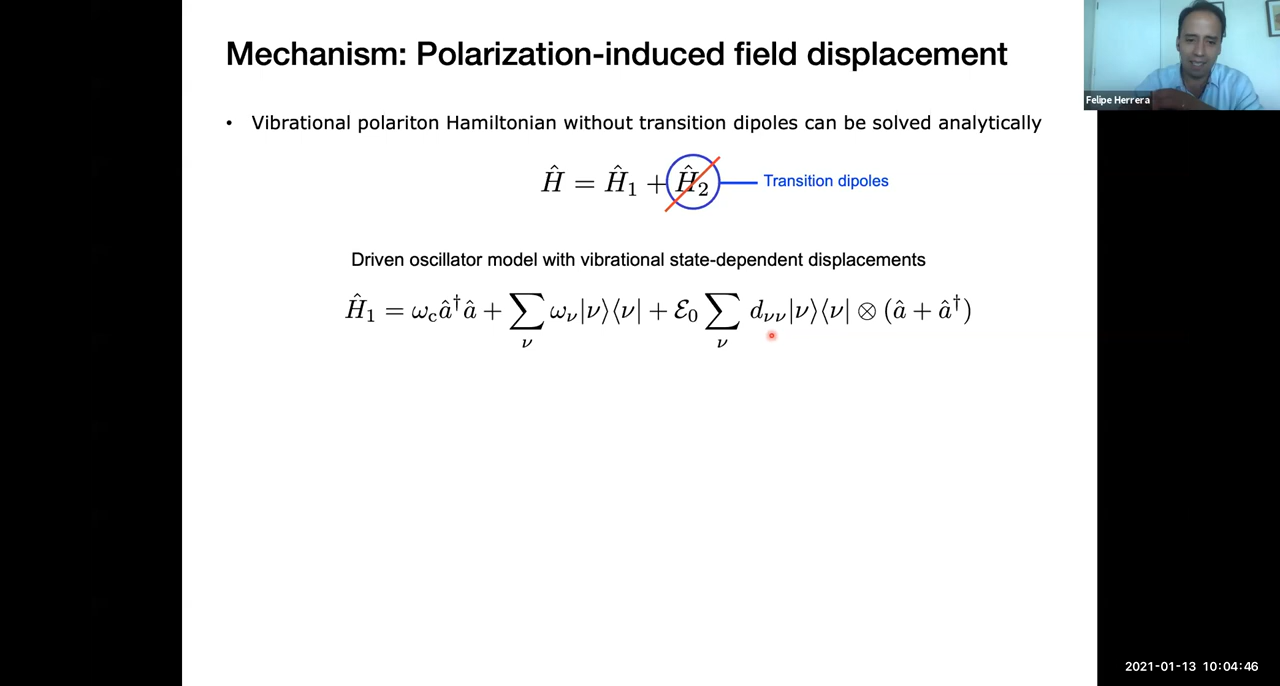 Mechanism: Polarization-induced field displacement
Felipe Herrera
• Vibrational polariton Hamiltonian without transition dipoles can be solved analytically
Ĥ = Ĥ₁ + Ĥ₂ Transition dipoles
Driven oscillator model with vibrational state-dependent displacements
Ĥ₁ = ω_c â†â + ∑_ν ω_ν|ν⟩⟨ν| + ℰ₀ ∑_ν d_νν|ν⟩⟨ν| ⊗ (â + â†)
2021-01-13 10:04:46